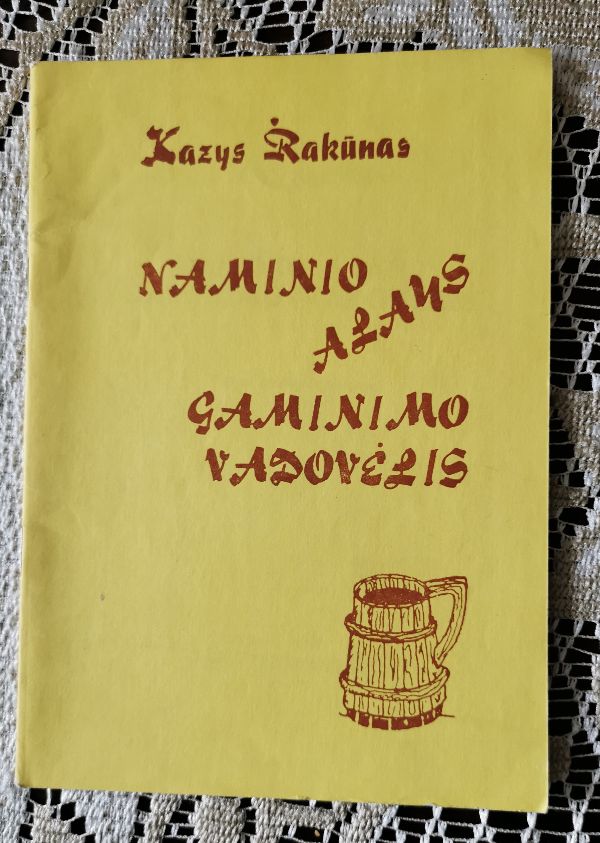 Kazys Rakūnas
NAMINIO
ALAUS
GAMINIMO
VADOVĖLIS